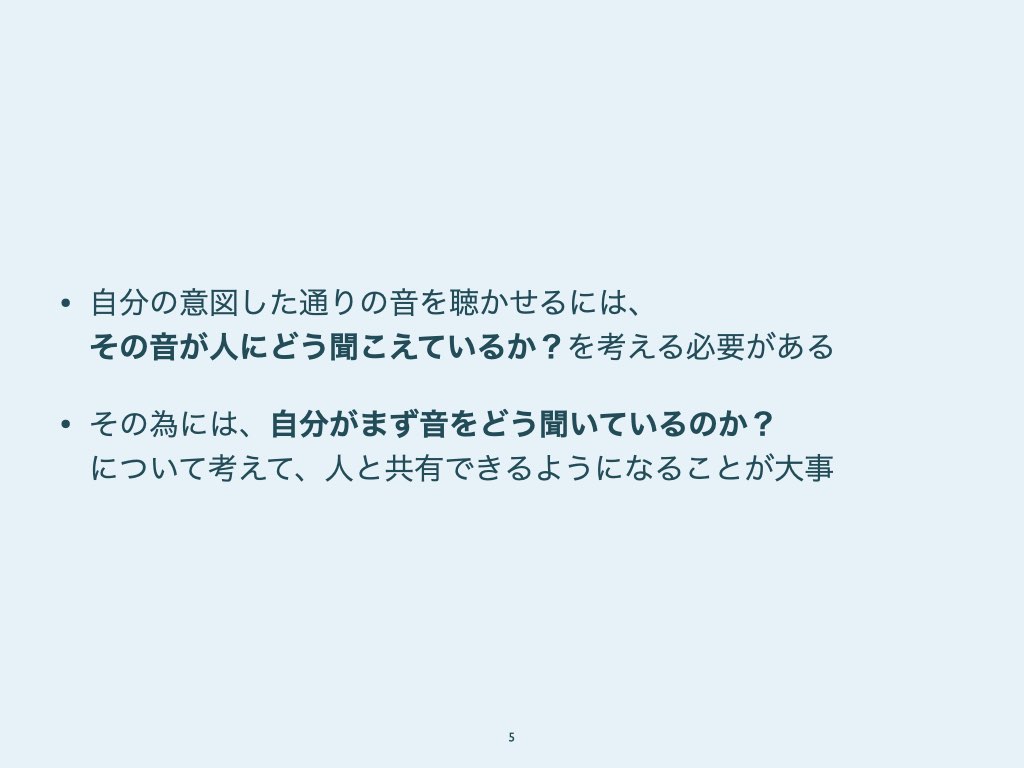 • 自分の意図した通りの音を聴かせるには、
その音が人にどう聞こえているか？を考える必要がある
• その為には、自分がまず音をどう聞いているのか？
について考えて、人と共有できるようになることが大事
5